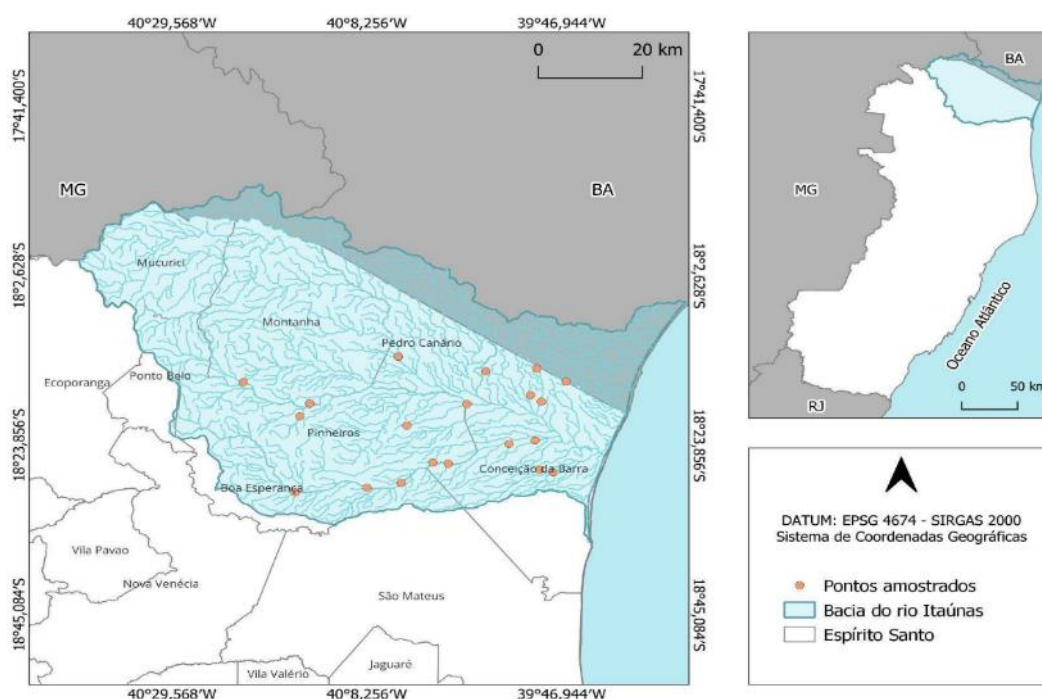 40°29,568'W 40°8,256'W 39°46,944'W
0 20 km
17°41,400'S
17°41,400'S
MG
BA
18°2,628'S
18°2,628'S
Mucurici
Montanha
Pedro Canário
Ecoporanga
Ponto Belo
18°23,856'S
18°23,856'S
Pinheiros
Conceição da Barra
Boa Esperança
Vila Pavao
Nova Venécia
São Mateus
18°45,084'S
18°45,084'S
Jaguaré
Vila Valério
40°29,568'W 40°8,256'W 39°46,944'W
BA
MG
Oceano Atlântico
0 50 km
RJ
DATUM: EPSG 4674 - SIRGAS 2000
Sistema de Coordenadas Geográficas
Pontos amostrados
Bacia do rio Itaúnas
Espírito Santo